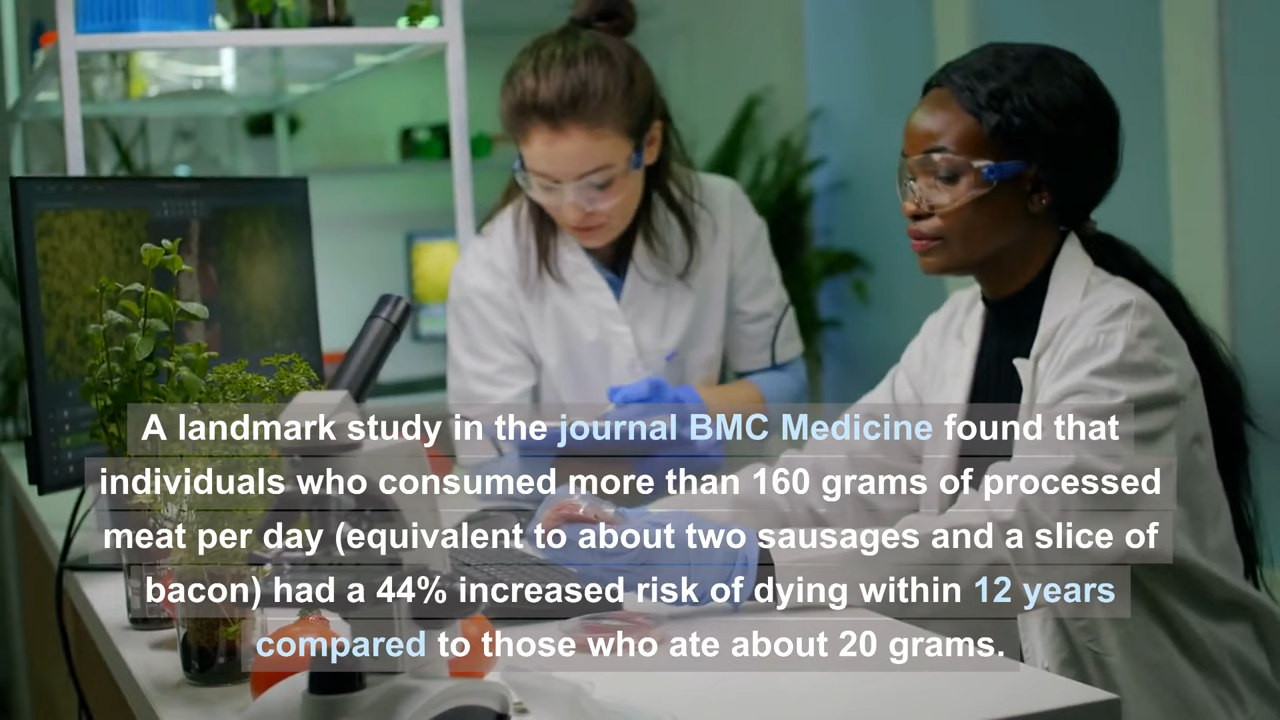 A landmark study in the journal BMC Medicine found that
individuals who consumed more than 160 grams of processed
meat per day (equivalent to about two sausages and a slice of
bacon) had a 44% increased risk of dying within 12 years
compared to those who ate about 20 grams.